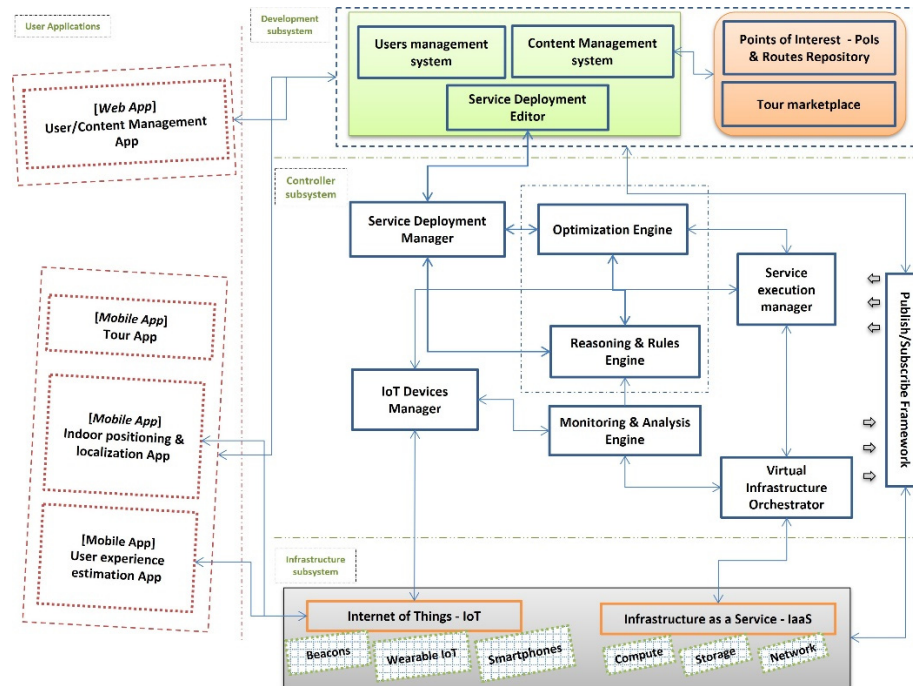 User Applications
Development
subsystem
Users management
system
Content Management
system
Service Deployment
Editor
Points of Interest - PoIs
& Routes Repository
Tour marketplace
[Web App]
User/Content Management
App
Controller
subsystem
Service Deployment
Manager
Optimization Engine
Service
execution
manager
Publish/Subscribe Framework
[Mobile App]
Tour App
Reasoning & Rules
Engine
IoT Devices
Manager
[Mobile App]
Indoor positioning &
localization App
Monitoring & Analysis
Engine
Virtual
Infrastructure
Orchestrator
[Mobile App]
User experience
estimation App
Infrastructure
subsystem
Internet of Things - IoT
Infrastructure as a Service - IaaS
Beacons
Wearable IoT
Smartphones
Compute
Storage
Network